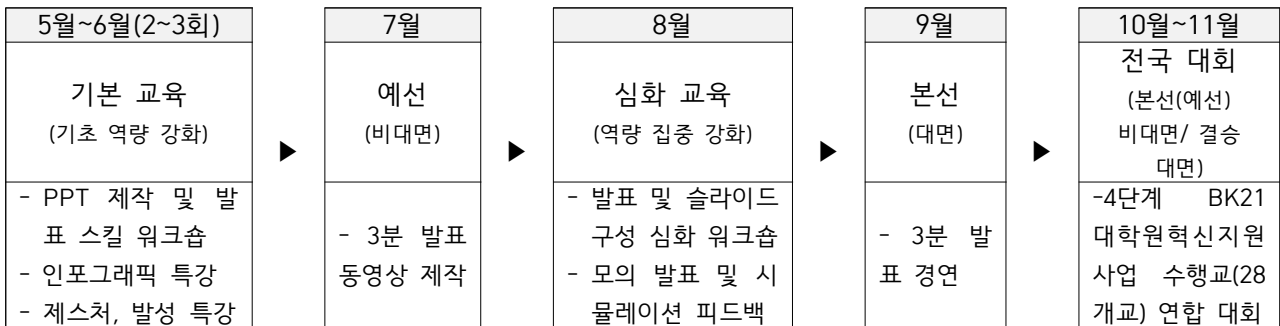 5월~6월(2~3회)
기본 교육
(기초 역량 강화)
- PPT 제작 및 발
표 스킬 워크숍
- 인포그래픽 특강
- 제스처, 발성 특강
▶
7월
예선
(비대면)
- 3분 발표
동영상 제작
▶
8월
심화 교육
(역량 집중 강화)
- 발표 및 슬라이드
구성 심화 워크숍
- 모의 발표 및 시
뮬레이션 피드백
▶
9월
본선
(대면)
- 3분 발
표 경연
▶
10월~11월
전국 대회
(본선(예선)
비대면/ 결승
대면)
-4단계 BK21
대학원혁신지원
사업 수행교(28
개교) 연합 대회